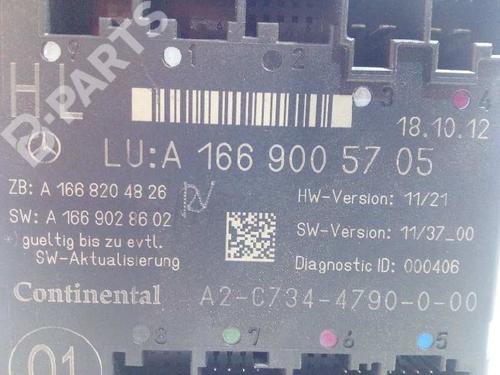 D-PARTS
9 1 2
3 4
HL
18.10.12
LU:A 166 900 57 05
ZB: A 166 820 48 26
HW-Version: 11/21
SW: A 166 902 86 02
SW-Version: 11/37_00
gueltig bis zu evtl.
SW-Aktualisierung
Diagnostic ID: 000406
Continental A2-C734-4790-0-00
8 7 6 5
01